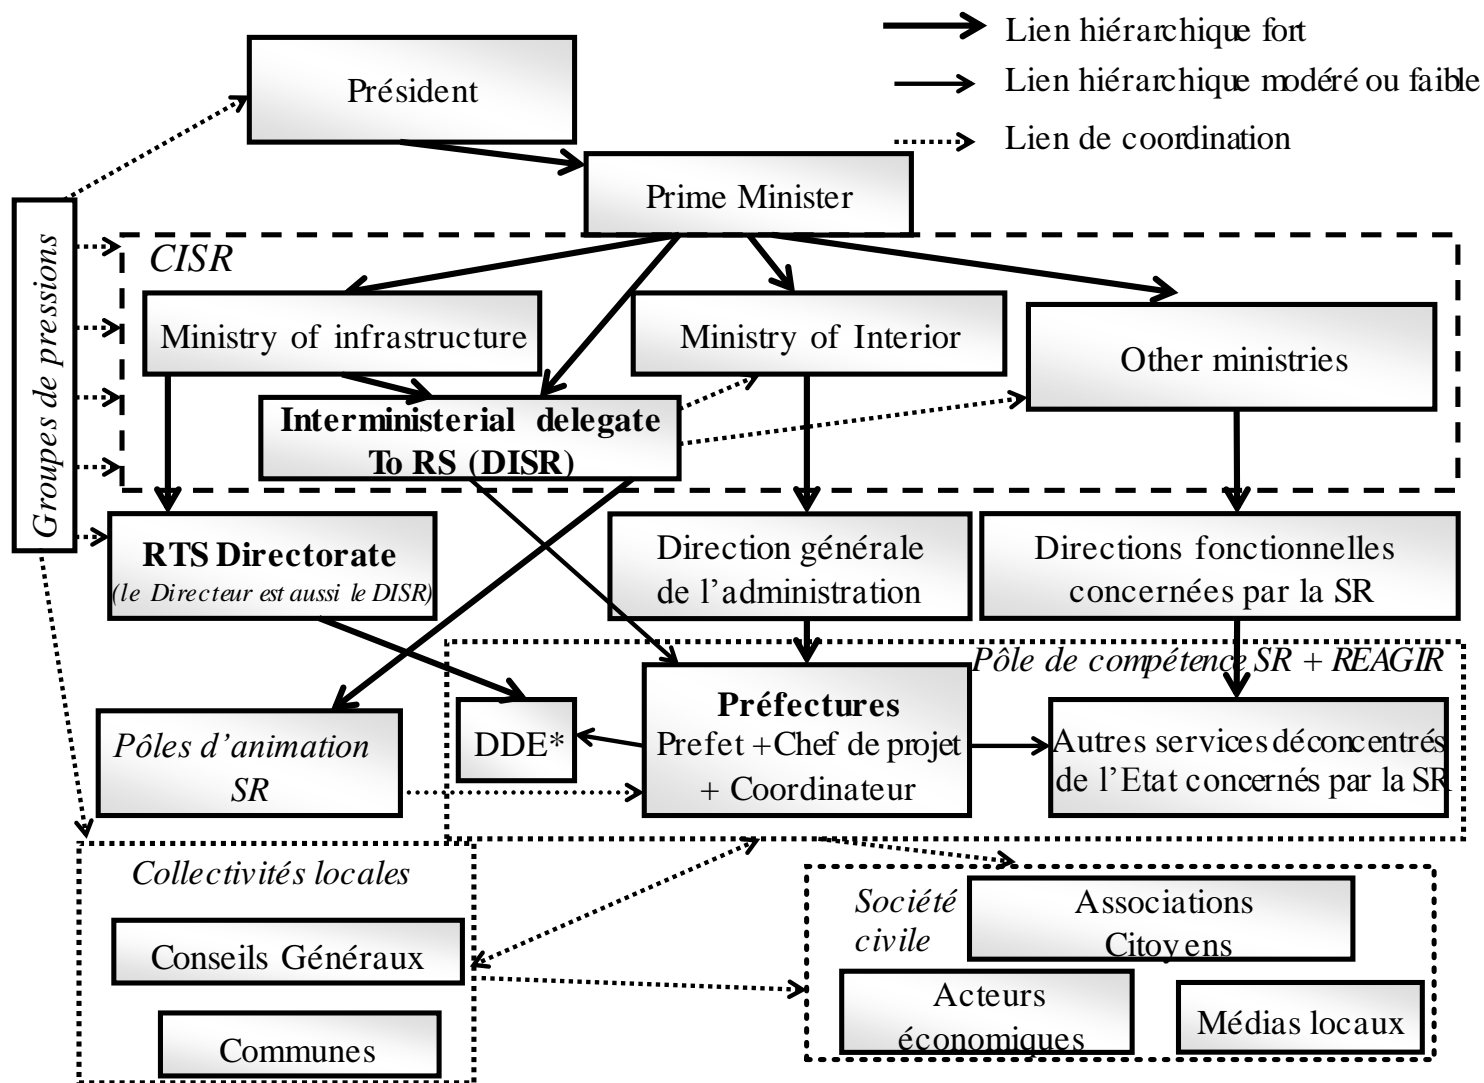 Lien hiérarchique fort
Lien hiérarchique modéré ou faible
Lien de coordination
Président
Prime Minister
Groupes de pressions
CISR
Ministry of infrastructure
Ministry of Interior
Other ministries
Interministerial delegate
To RS (DISR)
RTS Directorate
(le Directeur est aussi le DISR)
Direction générale
de l’administration
Directions fonctionnelles
concernées par la SR
Pôle de compétence SR + REAGIR
Pôles d’animation
SR
DDE*
Préfectures
Prefet +Chef de projet
+ Coordinateur
Autres services déconcentrés
de l’Etat concernés par la SR
Collectivités locales
Conseils Généraux
Communes
Société
civile
Associations
Citoyens
Acteurs
économiques
Médias locaux